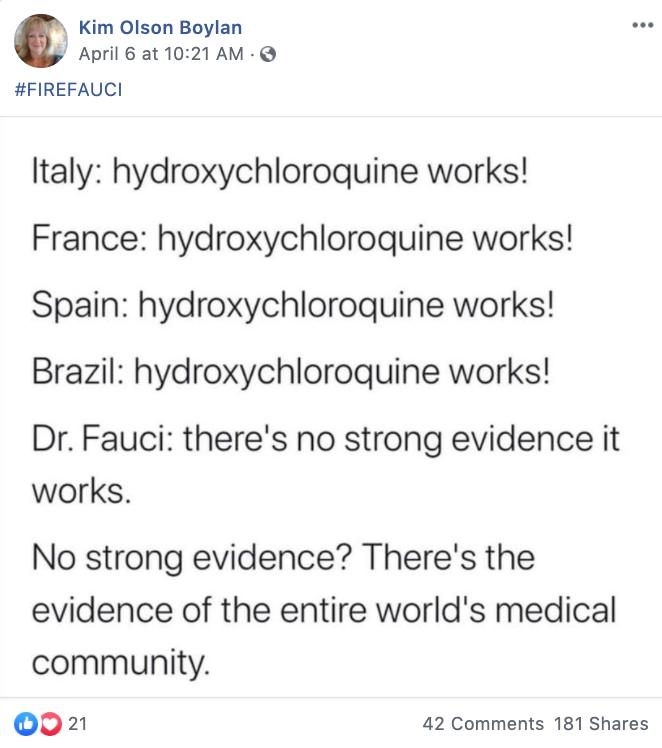 Kim Olson Boylan
April 6 at 10:21 AM ·
#FIREFAUCI
Italy: hydroxychloroquine works!
France: hydroxychloroquine works!
Spain: hydroxychloroquine works!
Brazil: hydroxychloroquine works!
Dr. Fauci: there's no strong evidence it
works.
No strong evidence? There's the
evidence of the entire world's medical
community.
21 42 Comments 181 Shares